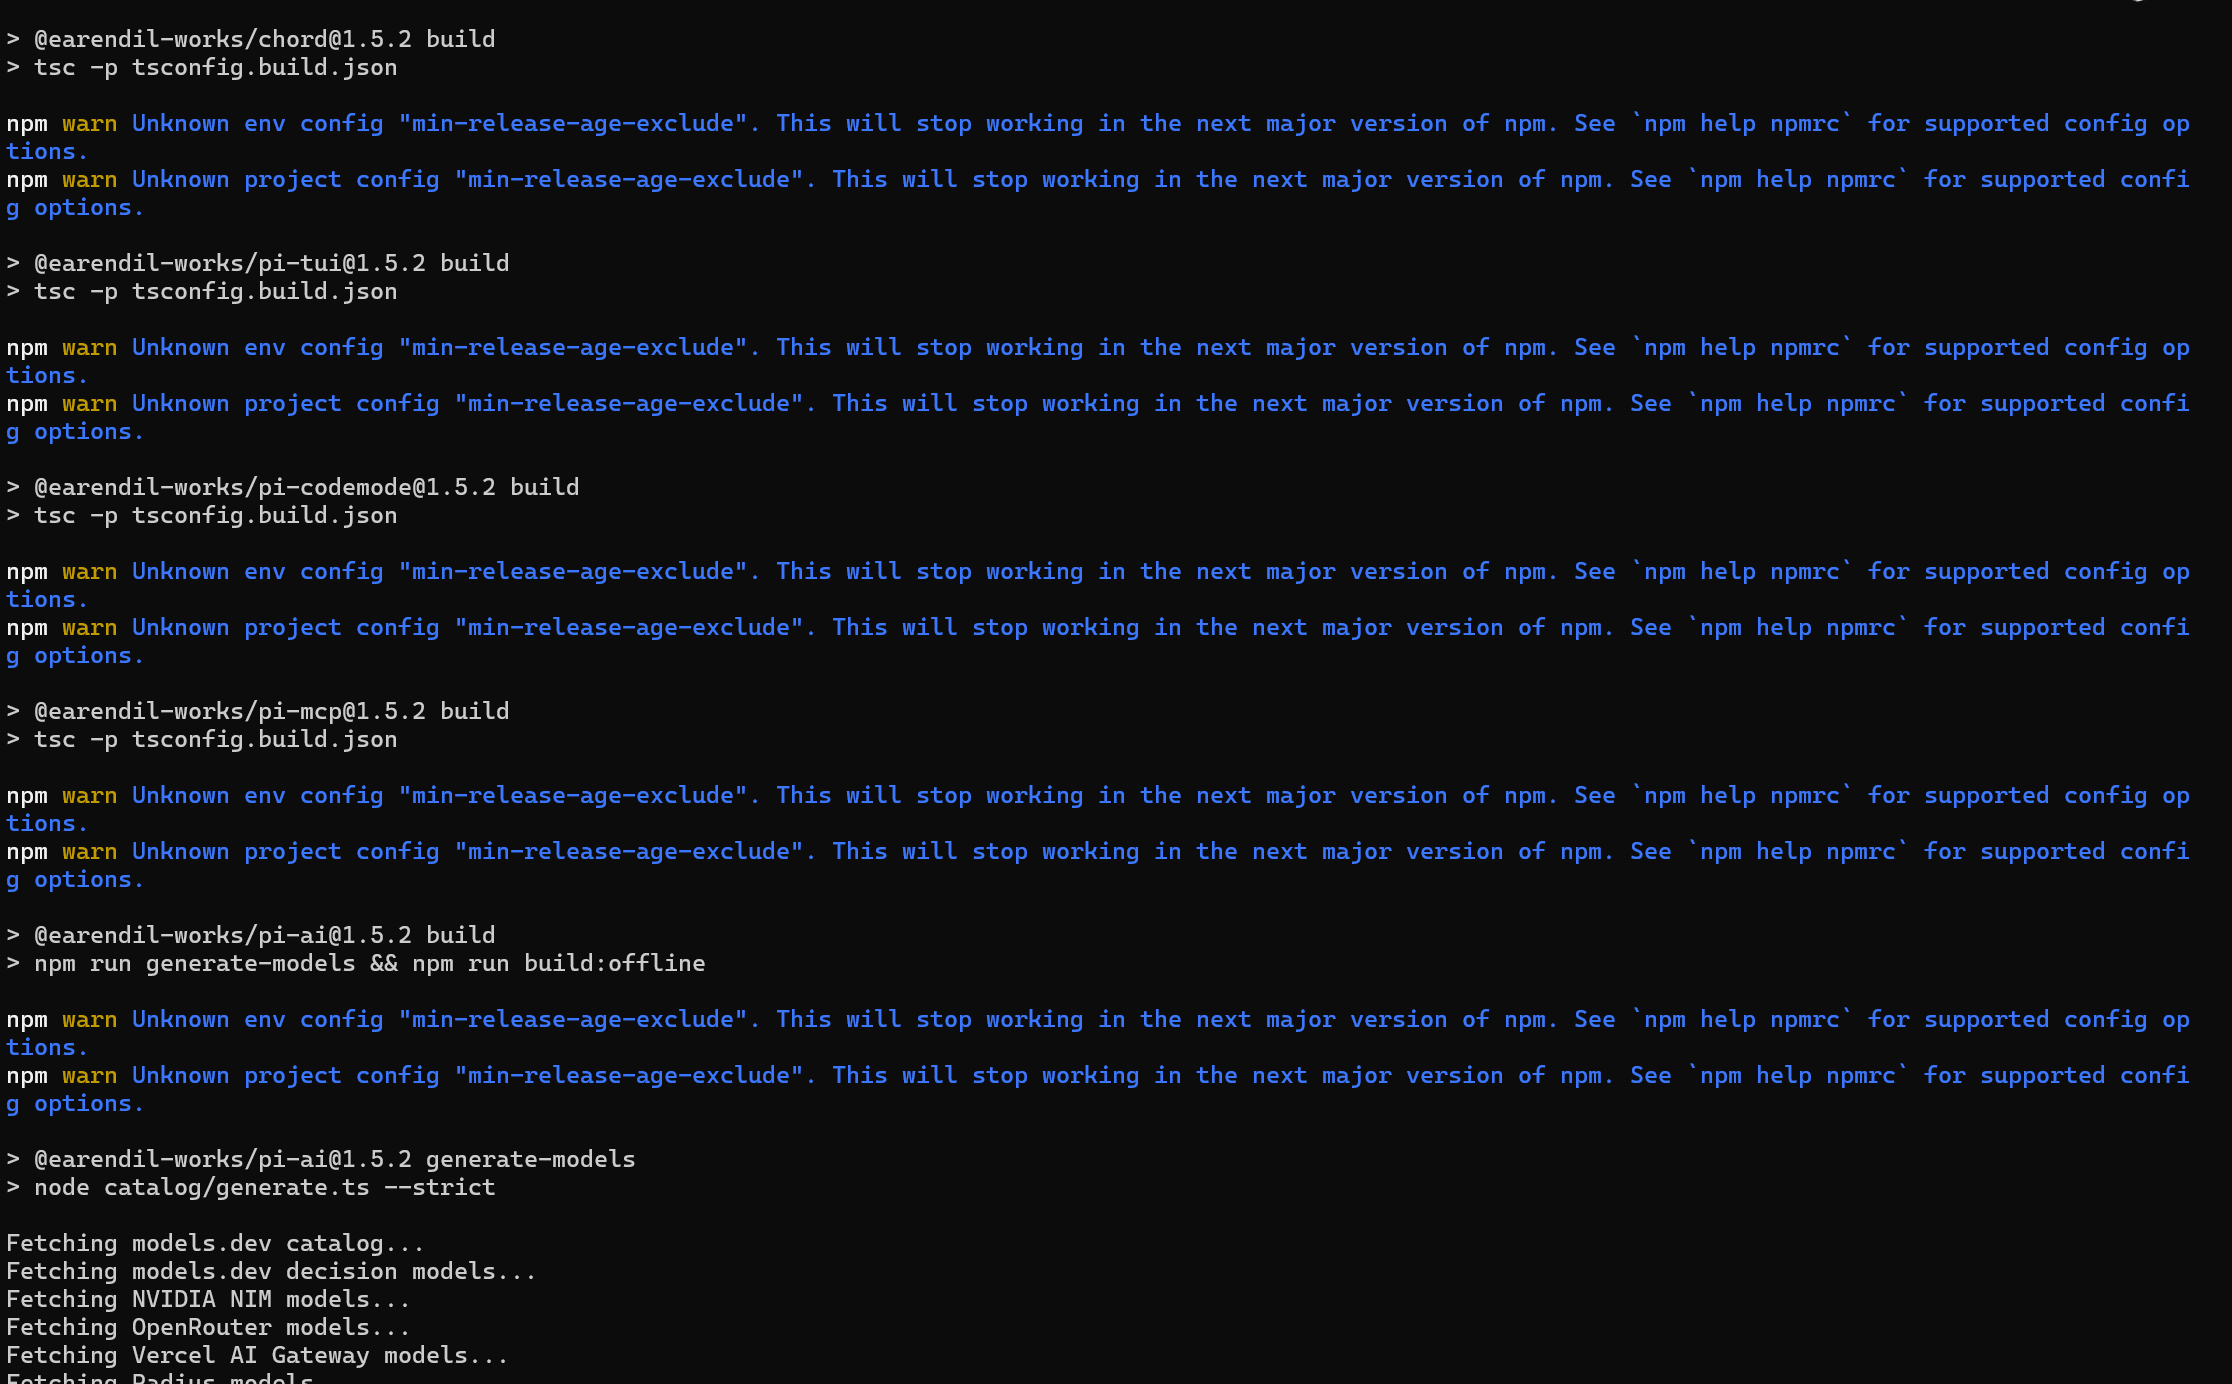 > @earendil-works/chord@1.5.2 build
> tsc -p tsconfig.build.json
npm warn Unknown env config "min-release-age-exclude". This will stop working in the next major version of npm. See `npm help npmrc` for supported config op
tions.
npm warn Unknown project config "min-release-age-exclude". This will stop working in the next major version of npm. See `npm help npmrc` for supported confi
g options.
> @earendil-works/pi-tui@1.5.2 build
> tsc -p tsconfig.build.json
npm warn Unknown env config "min-release-age-exclude". This will stop working in the next major version of npm. See `npm help npmrc` for supported config op
tions.
npm warn Unknown project config "min-release-age-exclude". This will stop working in the next major version of npm. See `npm help npmrc` for supported confi
g options.
> @earendil-works/pi-codemode@1.5.2 build
> tsc -p tsconfig.build.json
npm warn Unknown env config "min-release-age-exclude". This will stop working in the next major version of npm. See `npm help npmrc` for supported config op
tions.
npm warn Unknown project config "min-release-age-exclude". This will stop working in the next major version of npm. See `npm help npmrc` for supported confi
g options.
> @earendil-works/pi-mcp@1.5.2 build
> tsc -p tsconfig.build.json
npm warn Unknown env config "min-release-age-exclude". This will stop working in the next major version of npm. See `npm help npmrc` for supported config op
tions.
npm warn Unknown project config "min-release-age-exclude". This will stop working in the next major version of npm. See `npm help npmrc` for supported confi
g options.
> @earendil-works/pi-ai@1.5.2 build
> npm run generate-models && npm run build:offline
npm warn Unknown env config "min-release-age-exclude". This will stop working in the next major version of npm. See `npm help npmrc` for supported config op
tions.
npm warn Unknown project config "min-release-age-exclude". This will stop working in the next major version of npm. See `npm help npmrc` for supported confi
g options.
> @earendil-works/pi-ai@1.5.2 generate-models
> node catalog/generate.ts --strict
Fetching models.dev catalog...
Fetching models.dev decision models...
Fetching NVIDIA NIM models...
Fetching OpenRouter models...
Fetching Vercel AI Gateway models...
Fetching Radius models